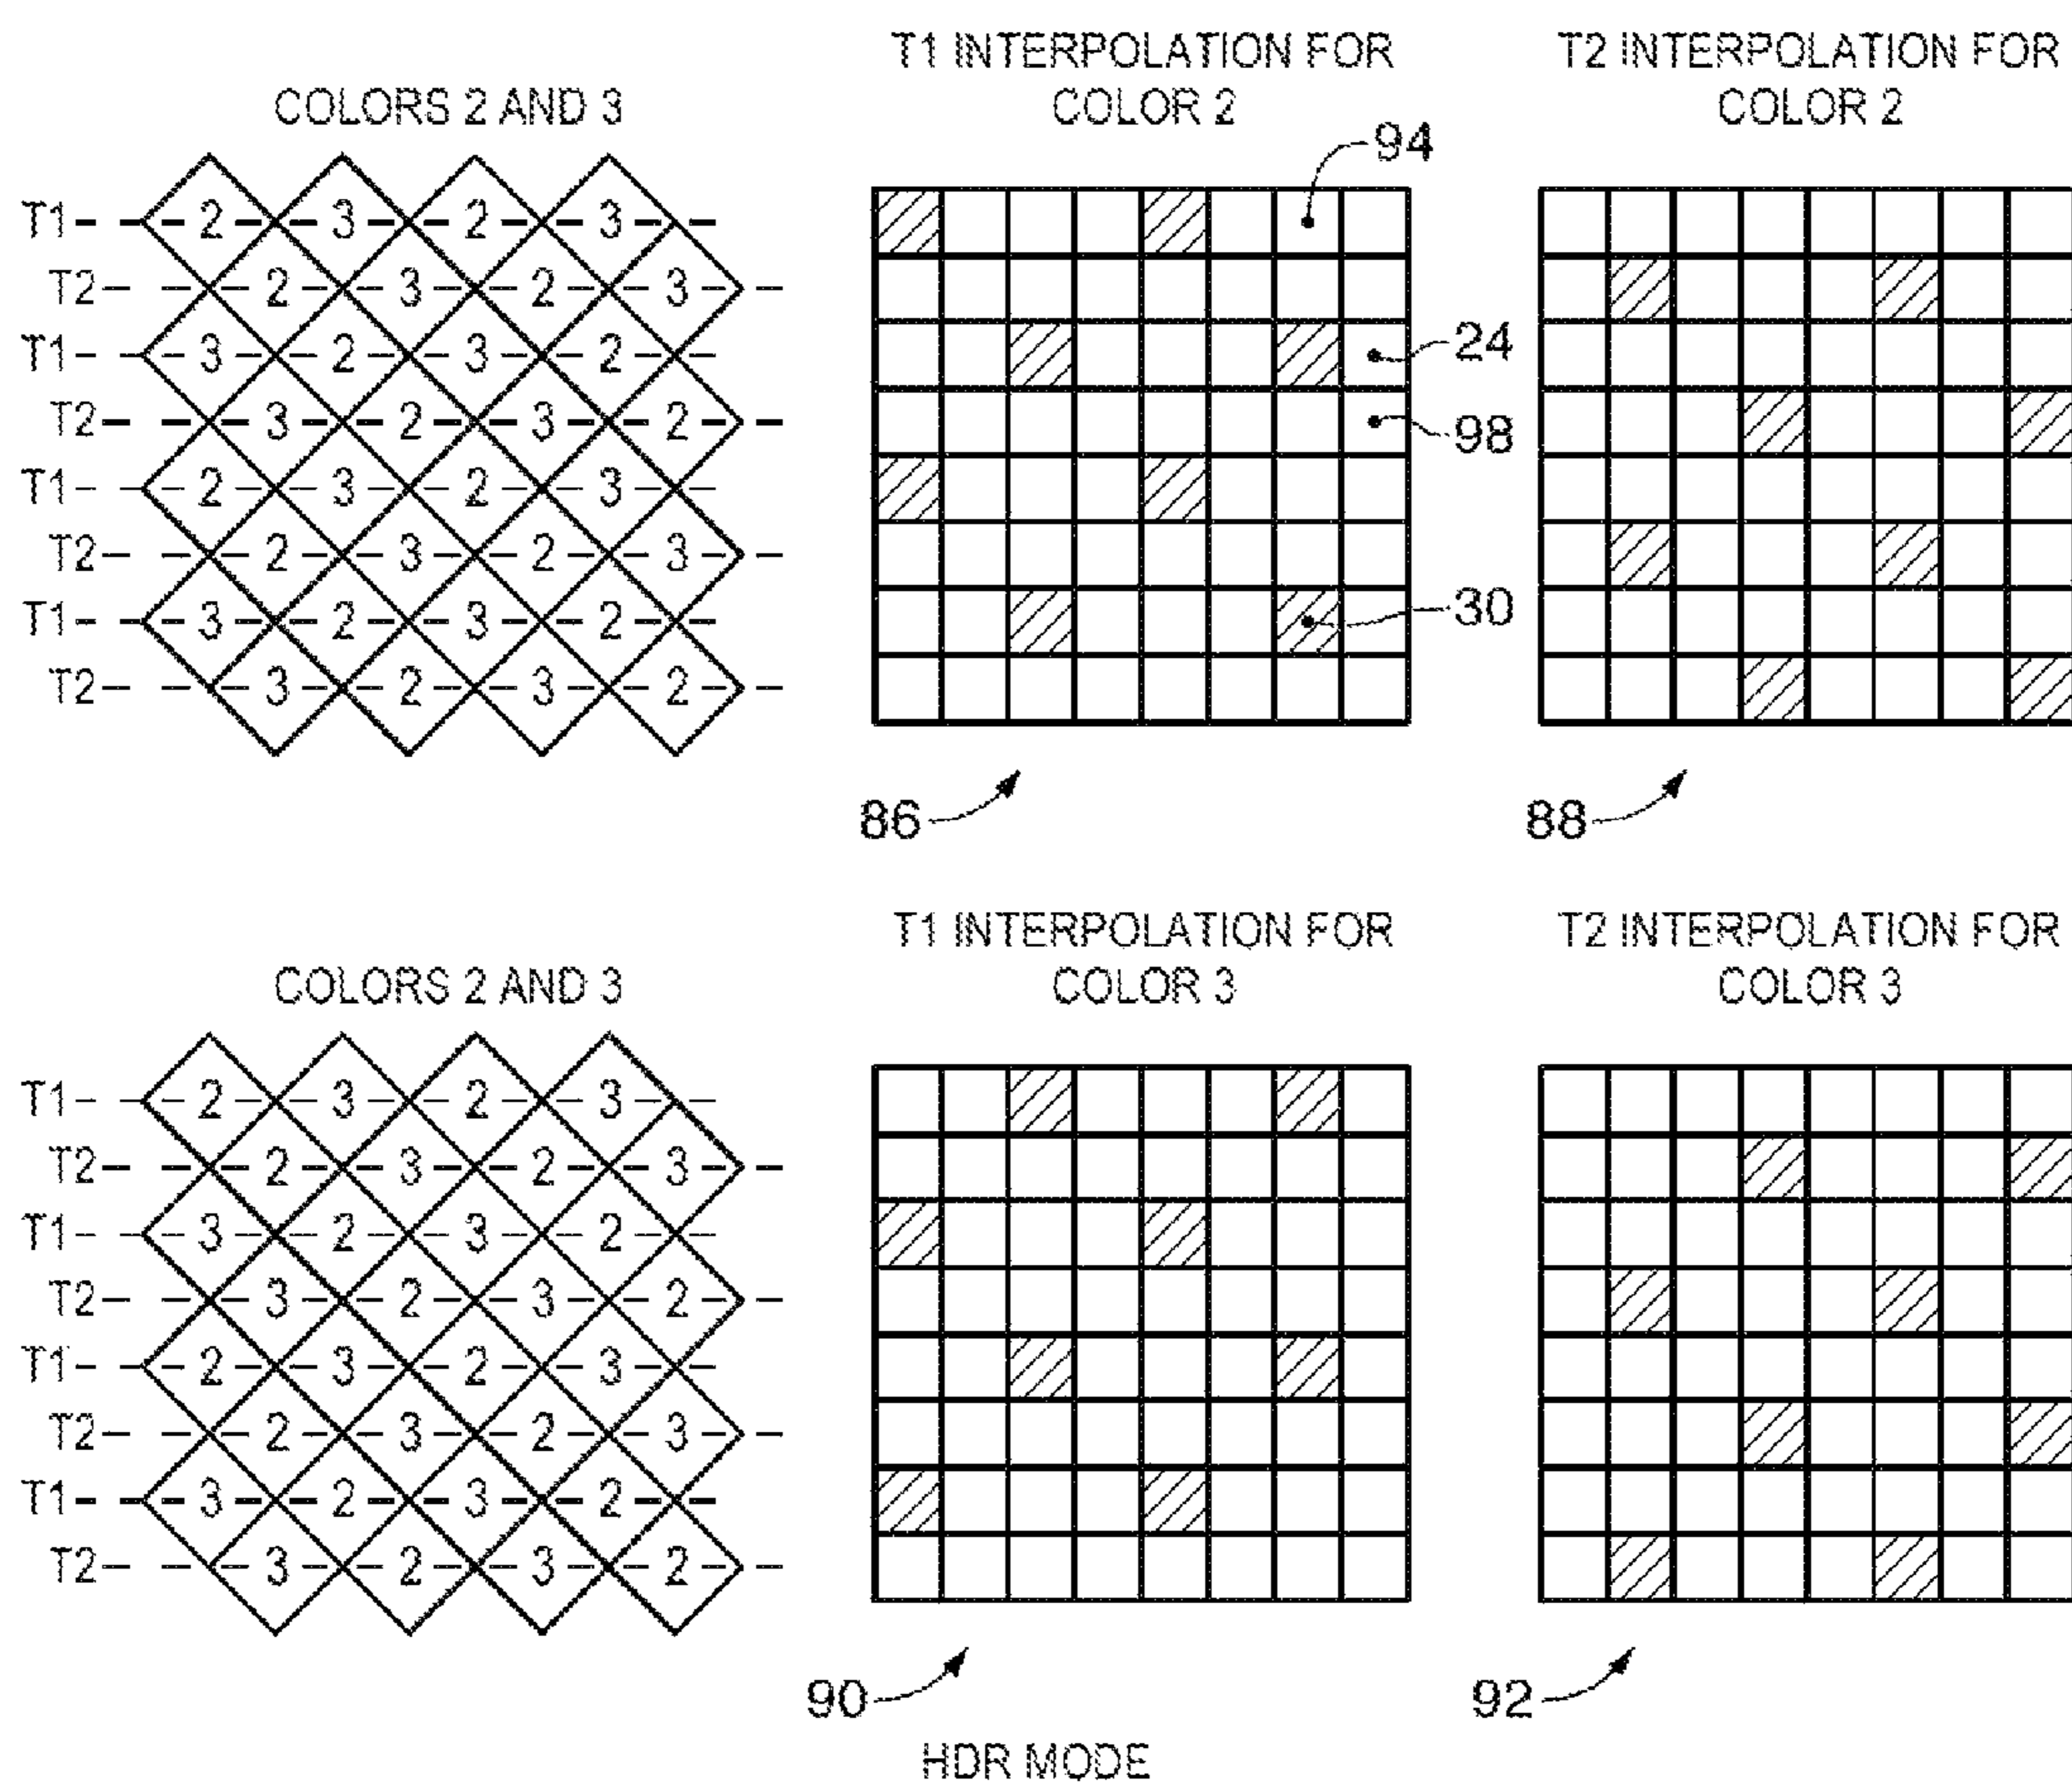 T1 INTERPOLATION FOR
COLOR 2
T2 INTERPOLATION FOR
COLOR 2
COLORS 2 AND 3
94
T1 2 3 2 3
T2 2 3 2 3
T1 3 2 3 2
24
T2 3 2 3 2
98
T1 2 3 2 3
T2 2 3 2 3
T1 3 2 3 2
30
T2 3 2 3 2
86
88
T1 INTERPOLATION FOR
COLOR 3
T2 INTERPOLATION FOR
COLOR 3
COLORS 2 AND 3
T1 2 3 2 3
T2 2 3 2 3
T1 3 2 3 2
T2 3 2 3 2
T1 2 3 2 3
T2 2 3 2 3
T1 3 2 3 2
T2 3 2 3 2
90
92
HDR MODE